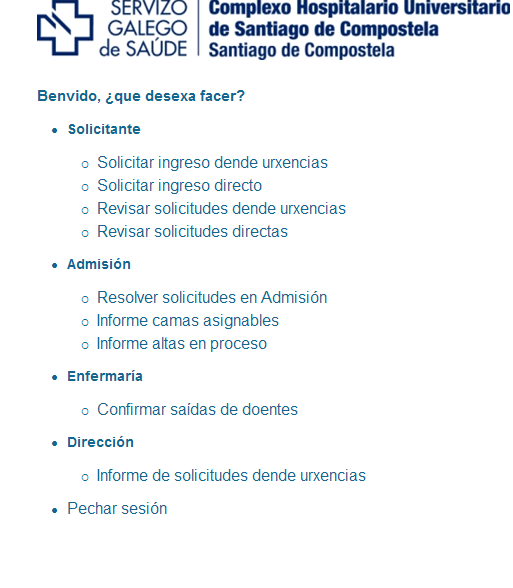 SERVIZO
GALEGO
de SAÚDE
Complexo Hospitalario Universitario
de Santiago de Compostela
Santiago de Compostela
Benvido, ¿que desexa facer?
Solicitante
Solicitar ingreso dende urxencias
Solicitar ingreso directo
Revisar solicitudes dende urxencias
Revisar solicitudes directas
Admisión
Resolver solicitudes en Admisión
Informe camas asignables
Informe altas en proceso
Enfermaría
Confirmar saídas de doentes
Dirección
Informe de solicitudes dende urxencias
Pechar sesión